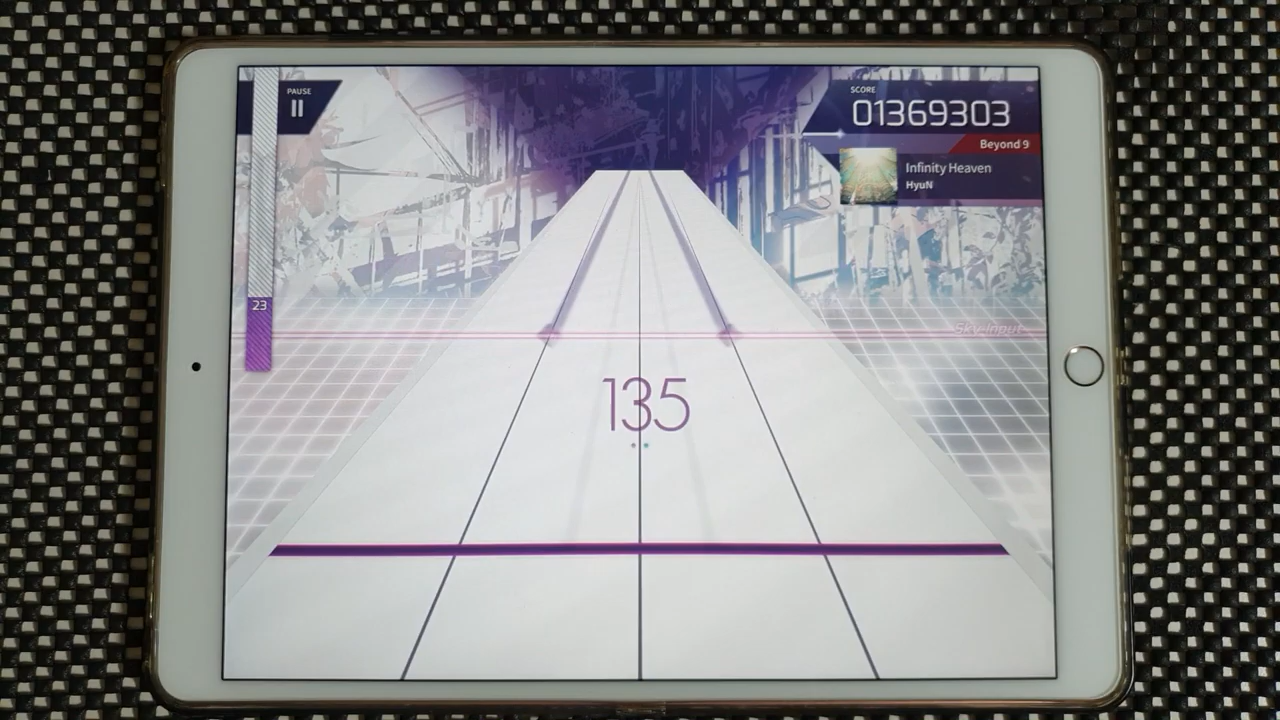 PAUSE
SCORE
01369303
Beyond 9
Infinity Heaven
HyuN
23
Sky Input
135